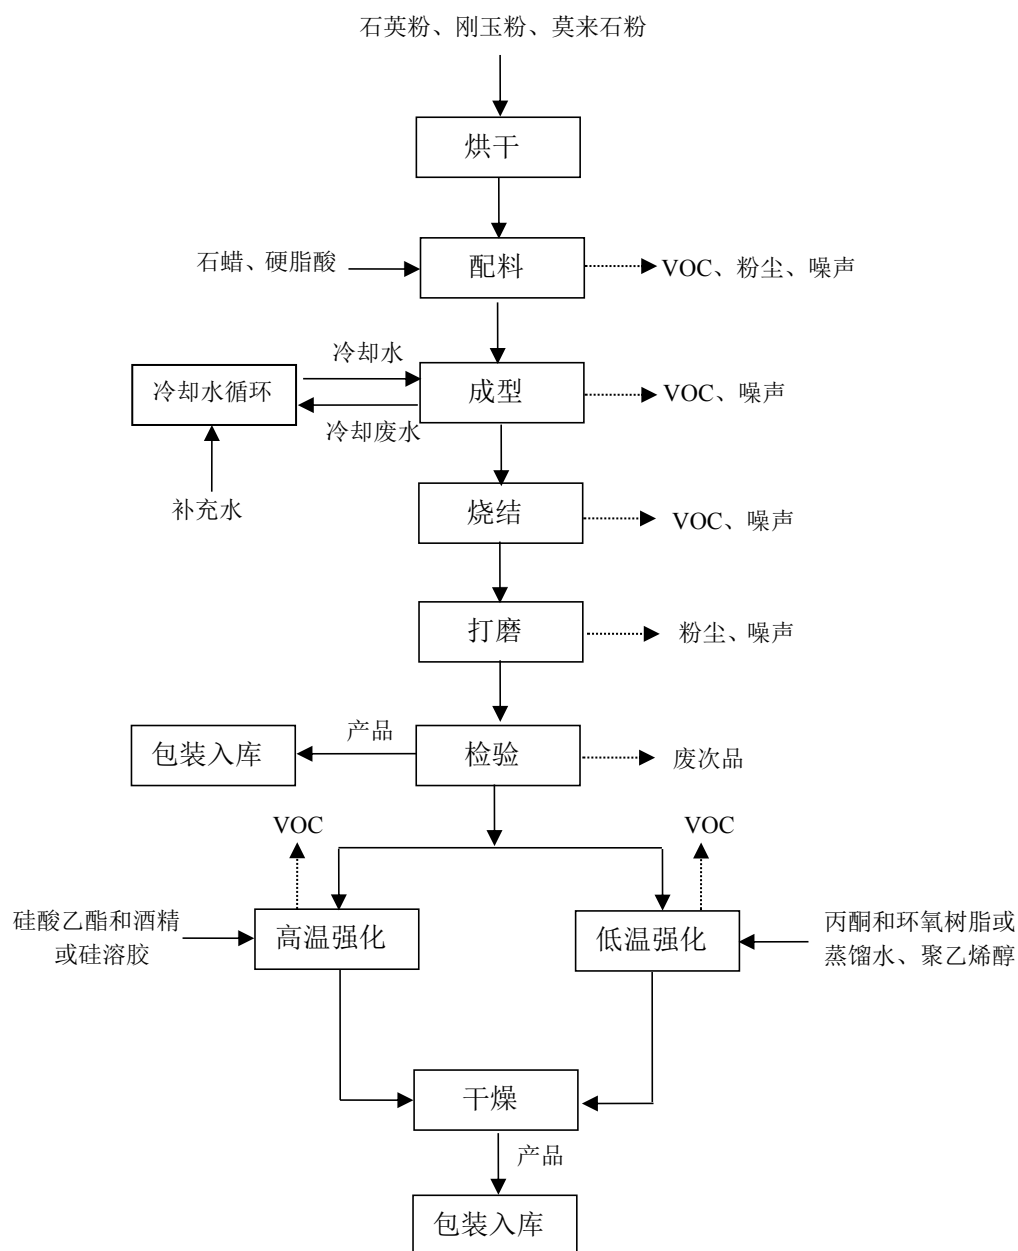 石英粉、刚玉粉、莫来石粉
烘干
石蜡、硬脂酸
配料
VOC、粉尘、噪声
冷却水
冷却水循环
成型
VOC、噪声
冷却废水
补充水
烧结
VOC、噪声
打磨
粉尘、噪声
产品
包装入库
检验
废次品
VOC
VOC
硅酸乙酯和酒精
或硅溶胶
高温强化
低温强化
丙酮和环氧树脂或
蒸馏水、聚乙烯醇
干燥
产品
包装入库